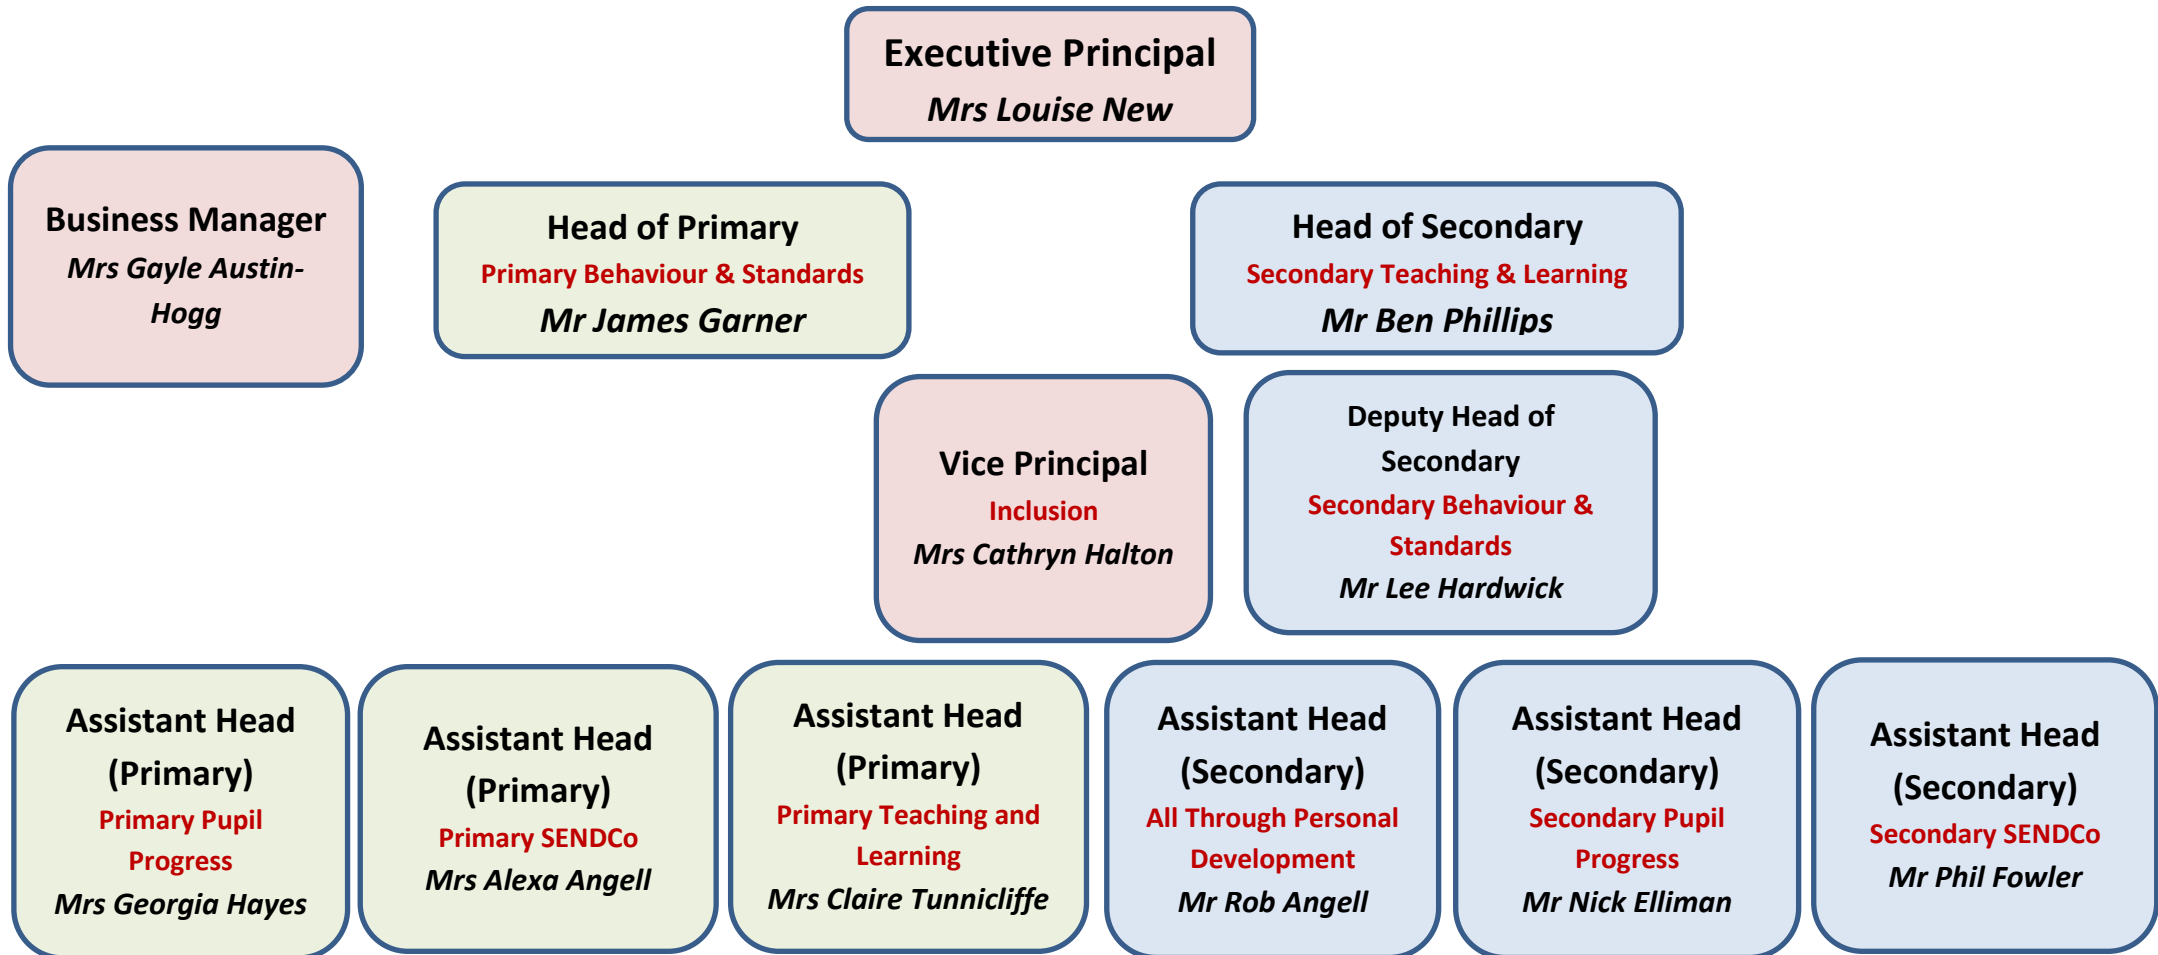 Executive Principal
Mrs Louise New
Business Manager
Mrs Gayle Austin-
Hogg
Head of Primary
Primary Behaviour & Standards
Mr James Garner
Head of Secondary
Secondary Teaching & Learning
Mr Ben Phillips
Vice Principal
Inclusion
Mrs Cathryn Halton
Deputy Head of
Secondary
Secondary Behaviour &
Standards
Mr Lee Hardwick
Assistant Head
(Primary)
Primary Pupil
Progress
Mrs Georgia Hayes
Assistant Head
(Primary)
Primary SENDCo
Mrs Alexa Angell
Assistant Head
(Primary)
Primary Teaching and
Learning
Mrs Claire Tunnicliffe
Assistant Head
(Secondary)
All Through Personal
Development
Mr Rob Angell
Assistant Head
(Secondary)
Secondary Pupil
Progress
Mr Nick Elliman
Assistant Head
(Secondary)
Secondary SENDCo
Mr Phil Fowler